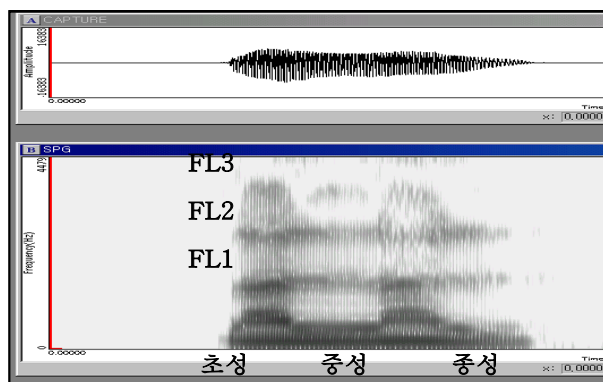 A CAPTURE
16383
Amplitude
-16383
0.00000
Time
x: 0.0000
B SPG
4479
FL3
FL2
FL1
Frequency(Hz)
0
0.00000
Time
초성 중성 종성
x: 0.0000